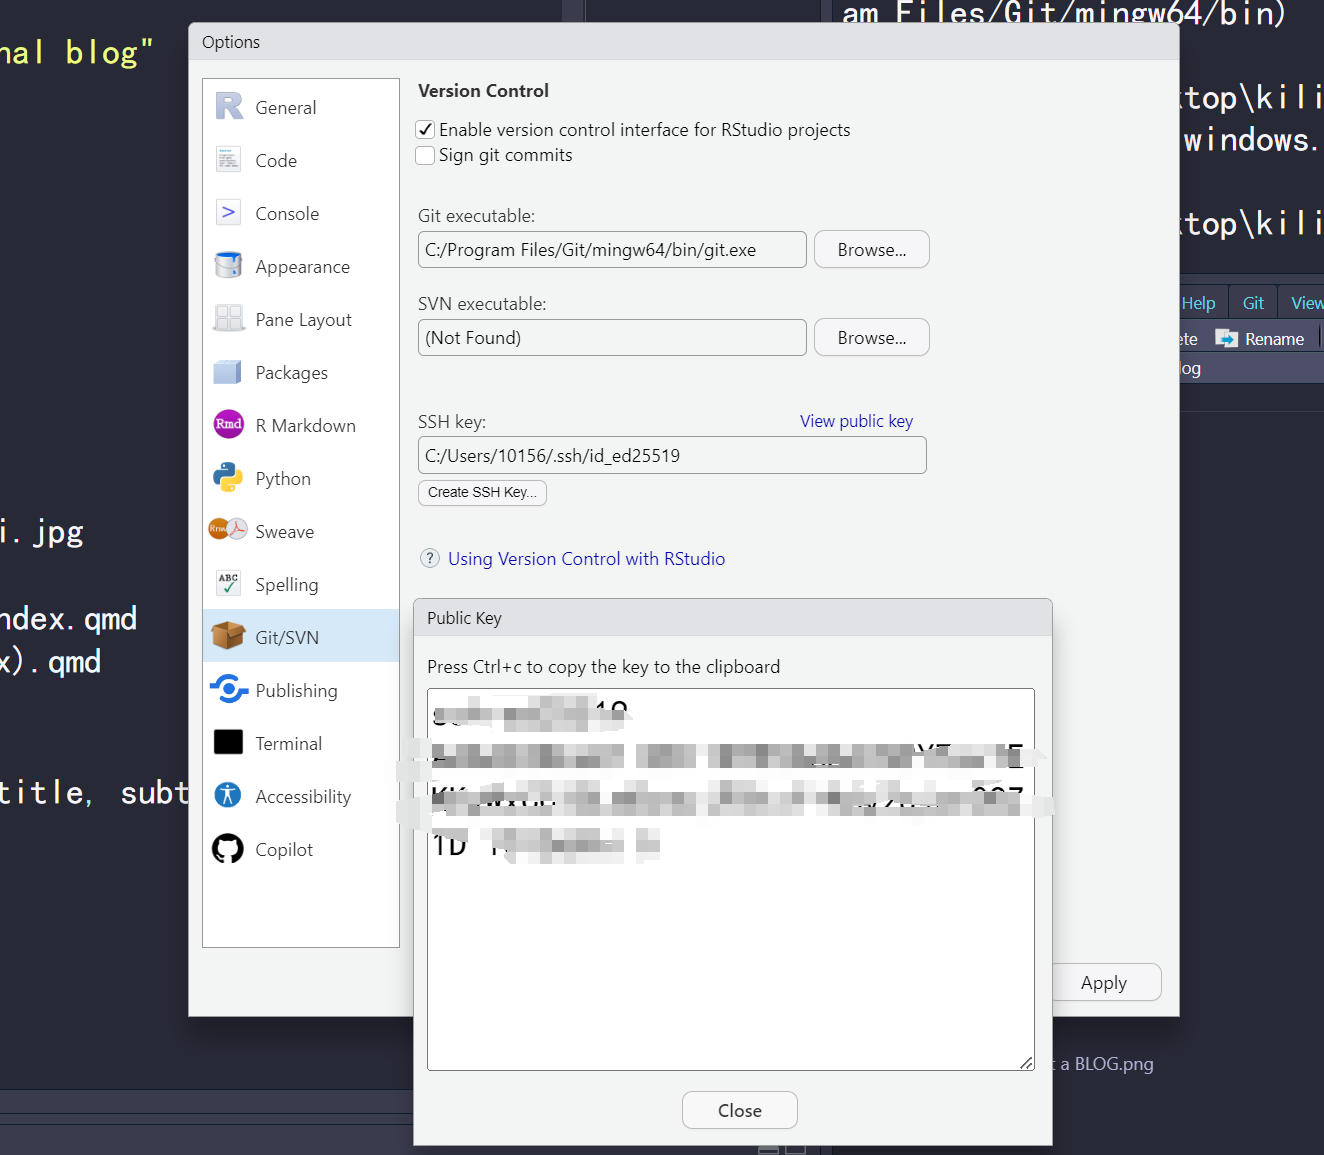 am Files/Git/mingw64/bin)
nal blog"
Options
General
Code
Console
Appearance
Pane Layout
Packages
R Markdown
Python
Sweave
Spelling
Git/SVN
Publishing
Terminal
Accessibility
Copilot
Version Control
Enable version control interface for RStudio projects
Sign git commits
Git executable:
C:/Program Files/Git/mingw64/bin/git.exe
Browse...
SVN executable:
(Not Found)
Browse...
SSH key:
View public key
C:/Users/10156/.ssh/id_ed25519
Create SSH Key...
? Using Version Control with RStudio
Public Key
Press Ctrl+c to copy the key to the clipboard
Close
Apply
ktop\kili
windows.
ktop\kili
Help
Git
View
ete
Rename
log
i.jpg
ndex.qmd
x).qmd
title, subt
t a BLOG.png
R
>
Rmd
Rnw
ABC